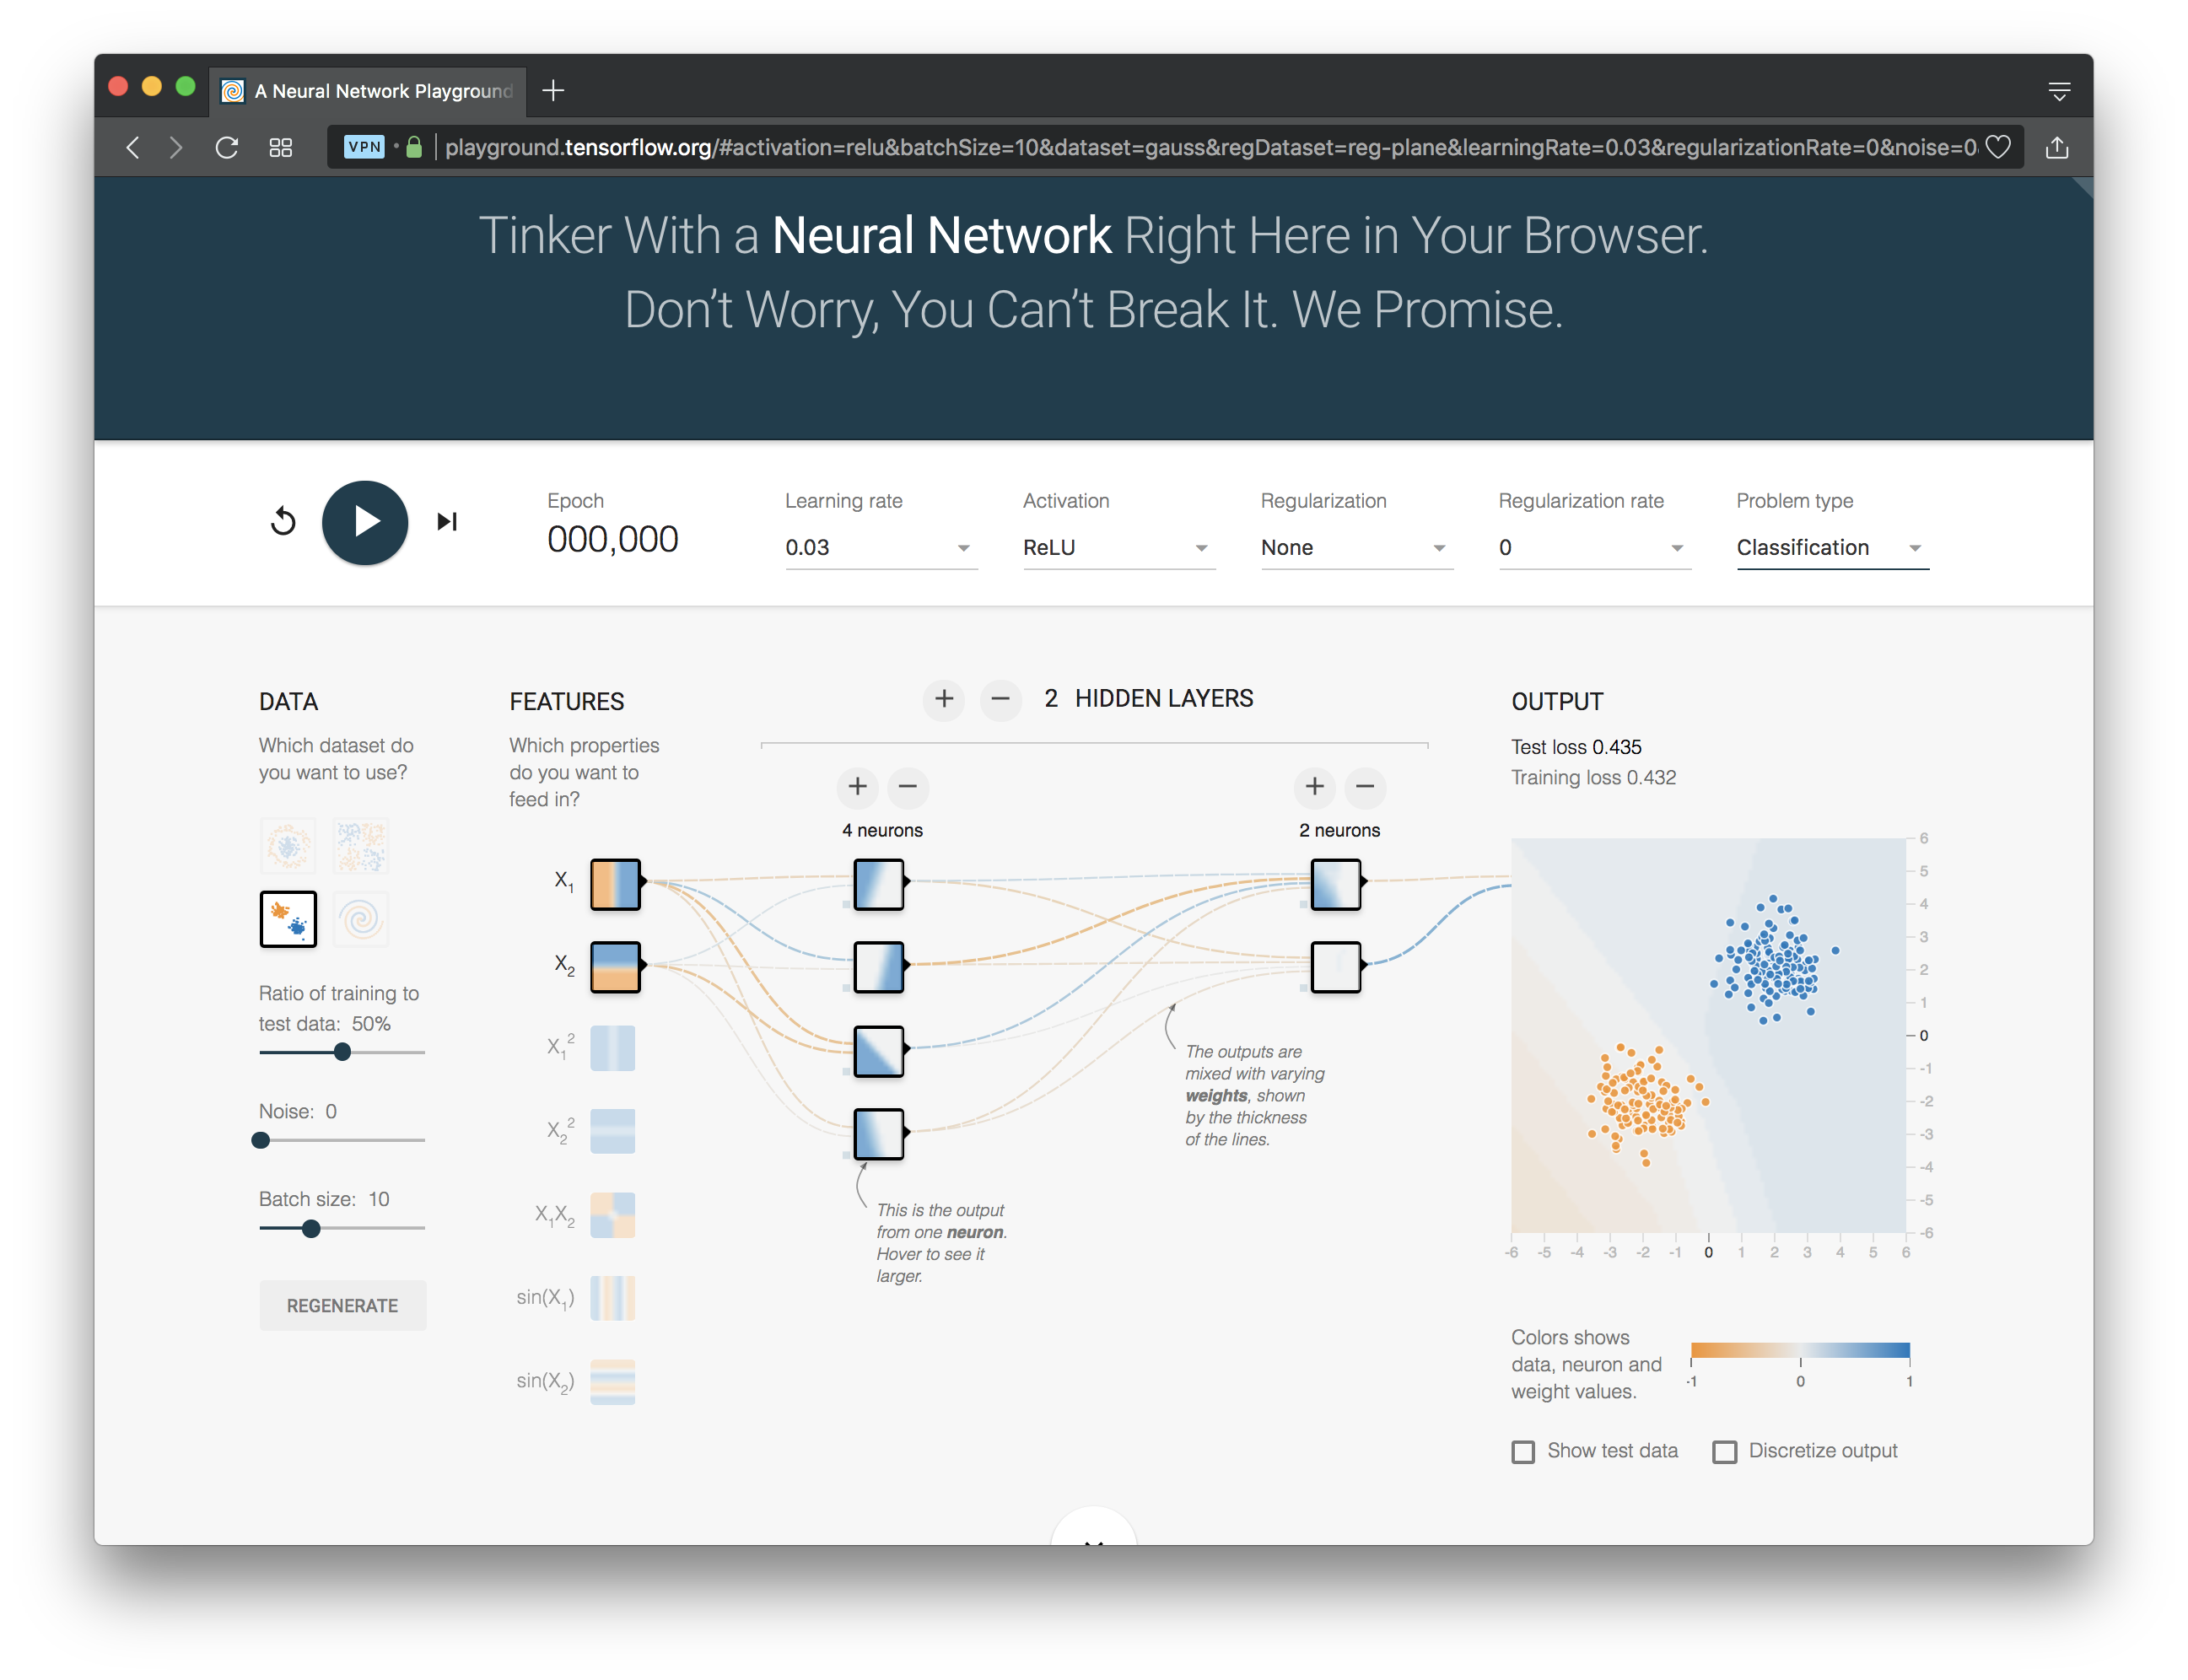 A Neural Network Playground
VPN
playground.tensorflow.org/#activation=relu&batchSize=10&dataset=gauss&regDataset=reg-plane&learningRate=0.03&regularizationRate=0&noise=0
Tinker With a Neural Network Right Here in Your Browser.
Don't Worry, You Can't Break It. We Promise.
Epoch
000,000
Learning rate
0.03
Activation
ReLU
Regularization
None
Regularization rate
0
Problem type
Classification
DATA
Which dataset do
you want to use?
Ratio of training to
test data: 50%
Noise: 0
Batch size: 10
REGENERATE
FEATURES
Which properties
do you want to
feed in?
X1
X2
X1²
X2²
X1X2
sin(X1)
sin(X2)
+ − 2 HIDDEN LAYERS
+ −
4 neurons
+ −
2 neurons
This is the output
from one neuron.
Hover to see it
larger.
The outputs are
mixed with varying
weights, shown
by the thickness
of the lines.
OUTPUT
Test loss 0.435
Training loss 0.432
6
5
4
3
2
1
0
-1
-2
-3
-4
-5
-6
-6 -5 -4 -3 -2 -1 0 1 2 3 4 5 6
Colors shows
data, neuron and
weight values.
-1 0 1
Show test data
Discretize output